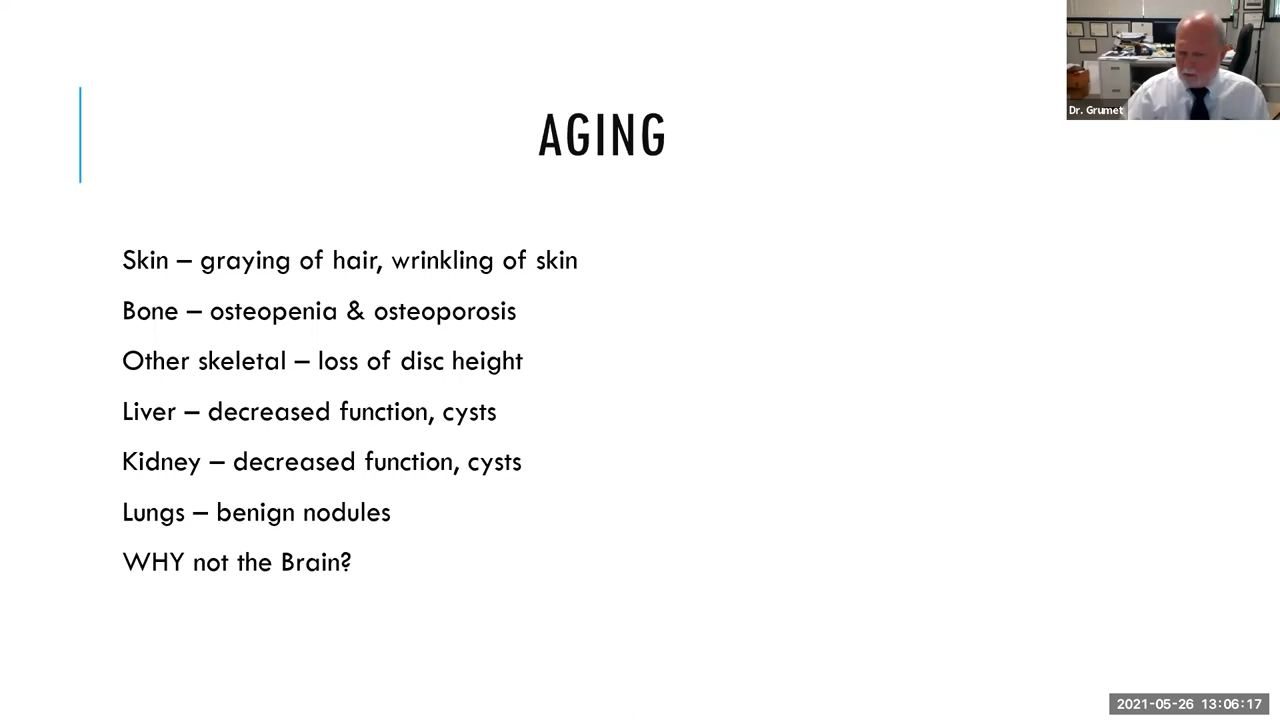 Dr. Grumet
AGING
Skin – graying of hair, wrinkling of skin
Bone – osteopenia & osteoporosis
Other skeletal – loss of disc height
Liver – decreased function, cysts
Kidney – decreased function, cysts
Lungs – benign nodules
WHY not the Brain?
2021-05-26 13:06:17